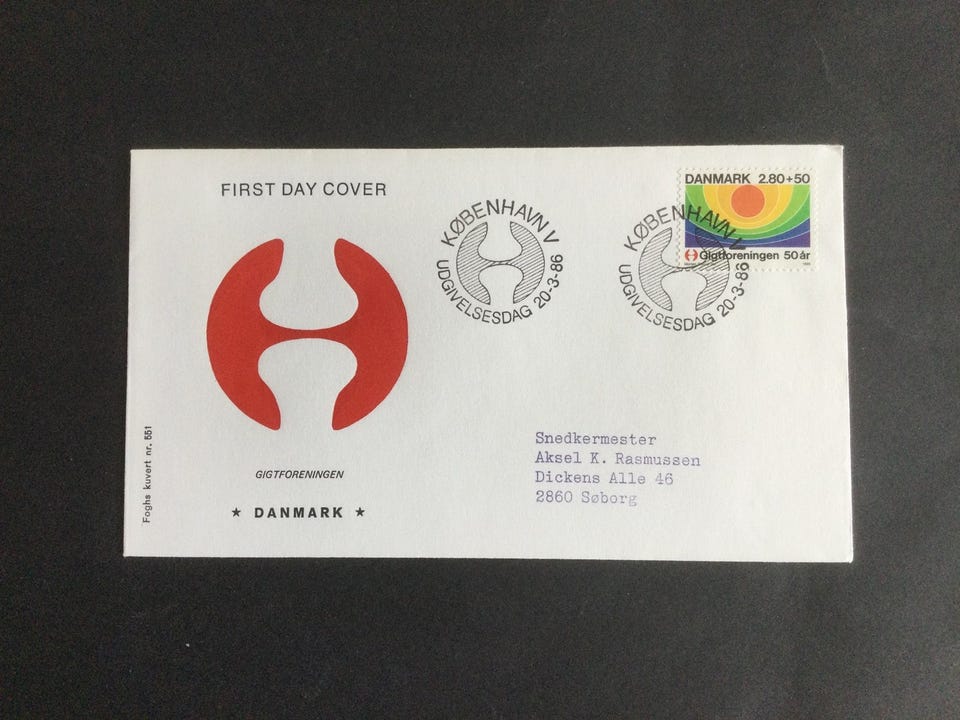 FIRST DAY COVER
DANMARK 2.80+50
Gigtforeningen 50 år
KØBENHAVN V
UDGIVELSESDAG 20-3-86
KØBENHAVN V
UDGIVELSESDAG 20-3-86
Foghs kuvert nr. 551
GIGTFORENINGEN
★ DANMARK ★
Snedkermester
Aksel K. Rasmussen
Dickens Alle 46
2860 Søborg